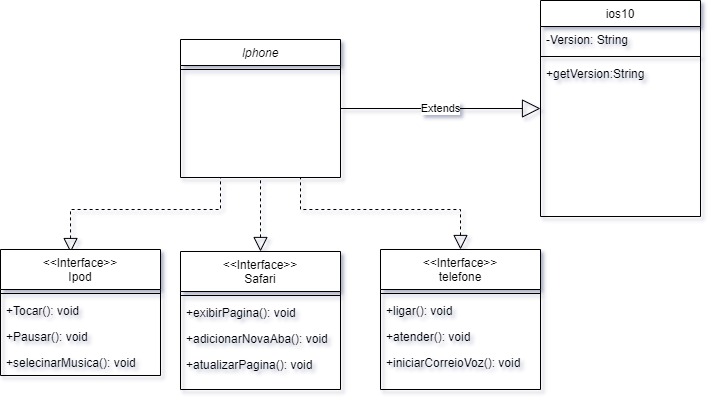 ios10
-Version: String
+getVersion:String
Iphone
Extends
<<Interface>>
Ipod
+Tocar(): void
+Pausar(): void
+selecinarMusica(): void
<<Interface>>
Safari
+exibirPagina(): void
+adicionarNovaAba(): void
+atualizarPagina(): void
<<Interface>>
telefone
+ligar(): void
+atender(): void
+iniciarCorreioVoz(): void